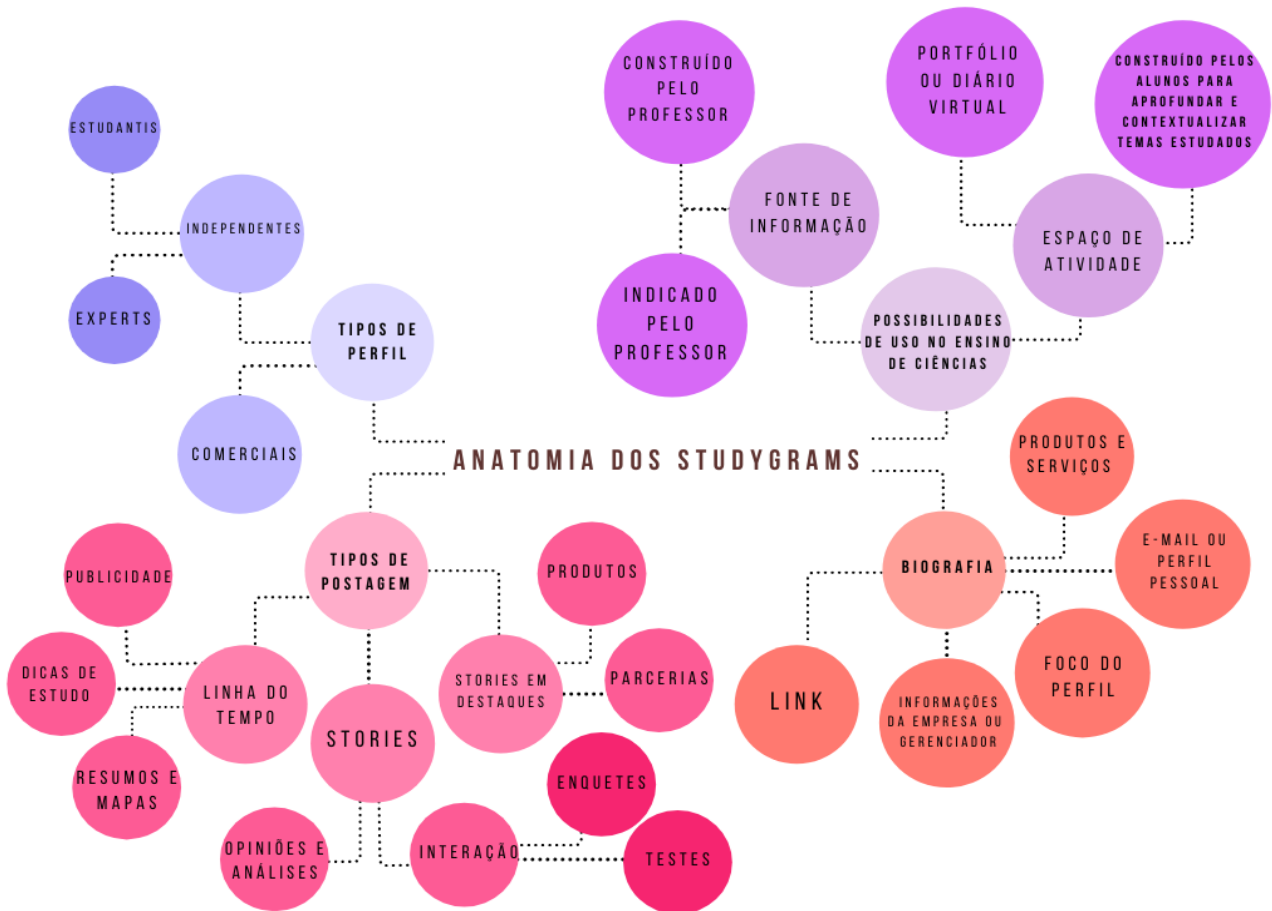 ANATOMIA DOS STUDYGRAMS
TIPOS DE
PERFIL
INDEPENDENTES
ESTUDANTIS
EXPERTS
COMERCIAIS
POSSIBILIDADES
DE USO NO ENSINO
DE CIÊNCIAS
FONTE DE
INFORMAÇÃO
CONSTRUÍDO
PELO
PROFESSOR
INDICADO
PELO
PROFESSOR
ESPAÇO DE
ATIVIDADE
PORTFÓLIO
OU DIÁRIO
VIRTUAL
CONSTRUÍDO PELOS
ALUNOS PARA
APROFUNDAR E
CONTEXTUALIZAR
TEMAS ESTUDADOS
TIPOS DE
POSTAGEM
LINHA DO
TEMPO
PUBLICIDADE
DICAS DE
ESTUDO
RESUMOS E
MAPAS
STORIES
OPINIÕES E
ANÁLISES
INTERAÇÃO
ENQUETES
TESTES
STORIES EM
DESTAQUES
PRODUTOS
PARCERIAS
BIOGRAFIA
PRODUTOS E
SERVIÇOS
E-MAIL OU
PERFIL
PESSOAL
FOCO DO
PERFIL
INFORMAÇÕES
DA EMPRESA OU
GERENCIADOR
LINK